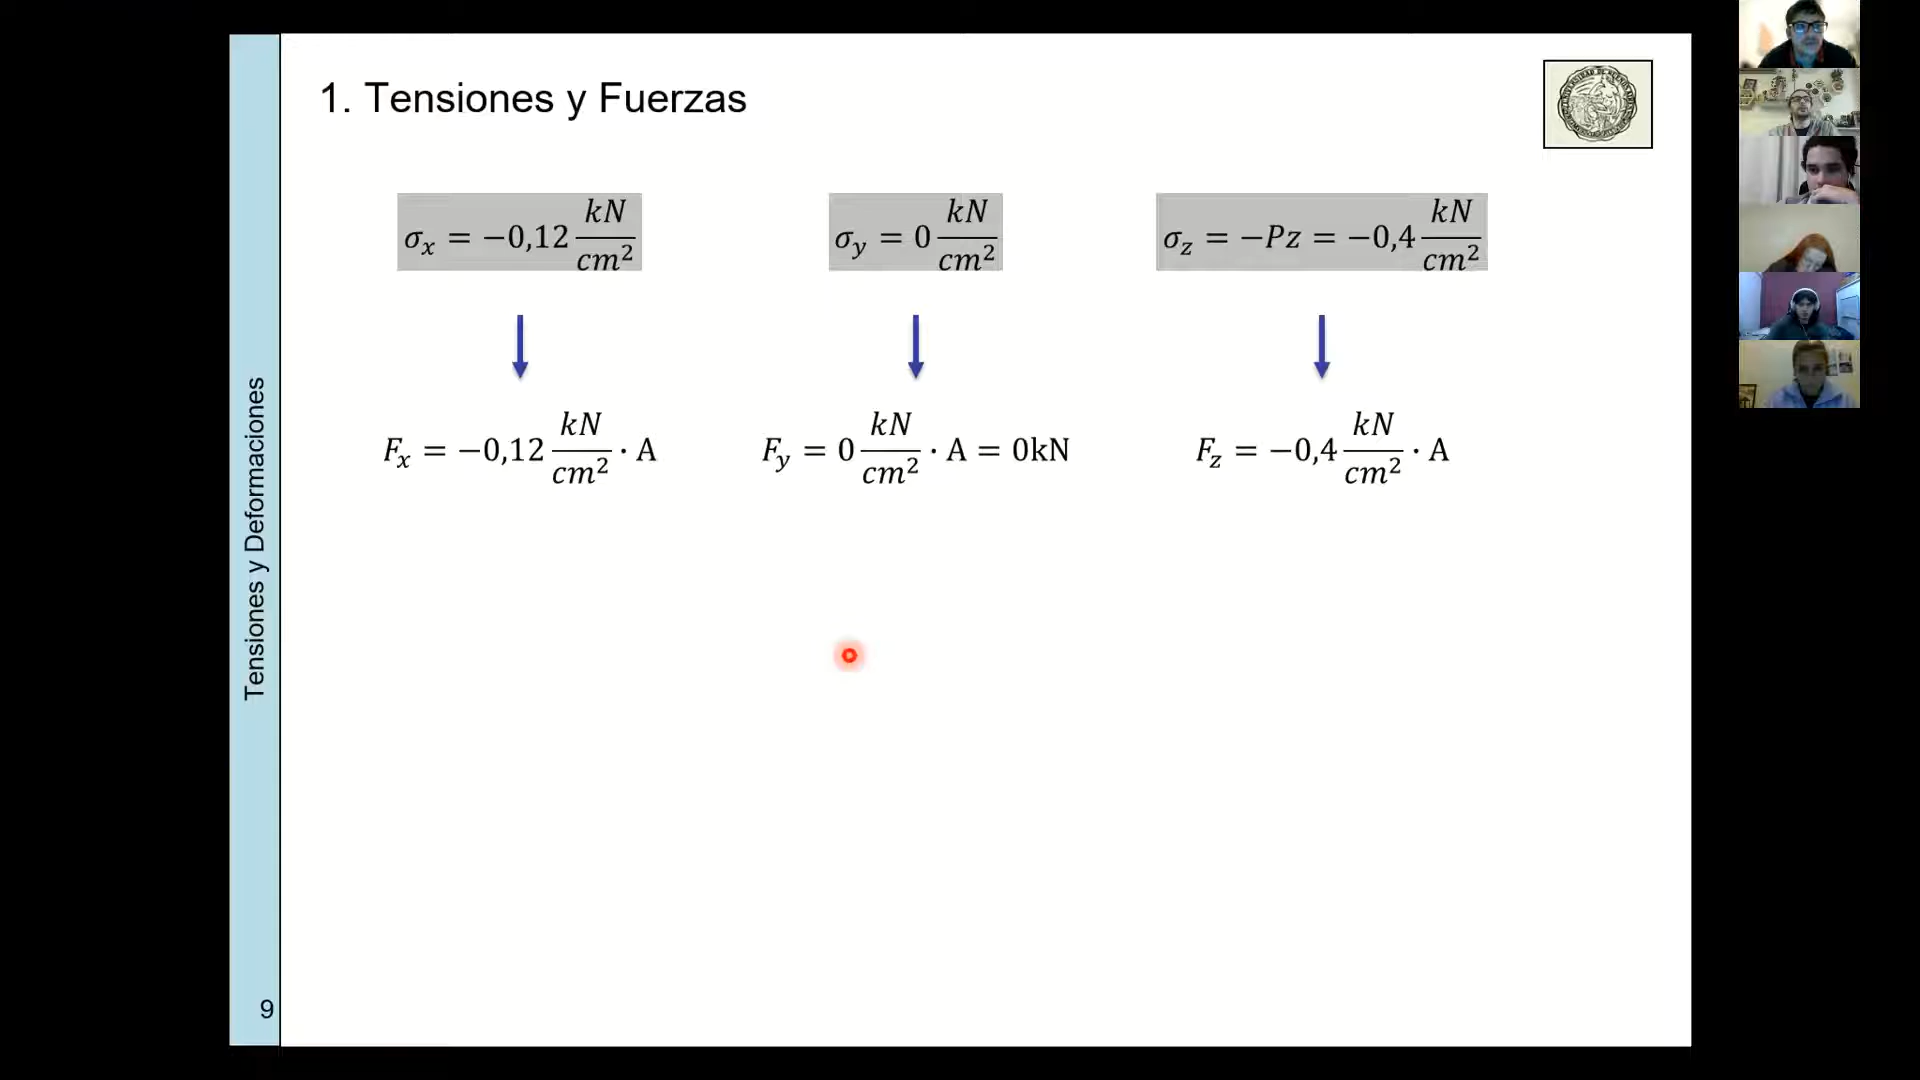 1. Tensiones y Fuerzas
σx = −0,12 kN/cm²
σy = 0 kN/cm²
σz = −Pz = −0,4 kN/cm²
Fx = −0,12 kN/cm² · A
Fy = 0 kN/cm² · A = 0kN
Fz = −0,4 kN/cm² · A
Tensiones y Deformaciones
9